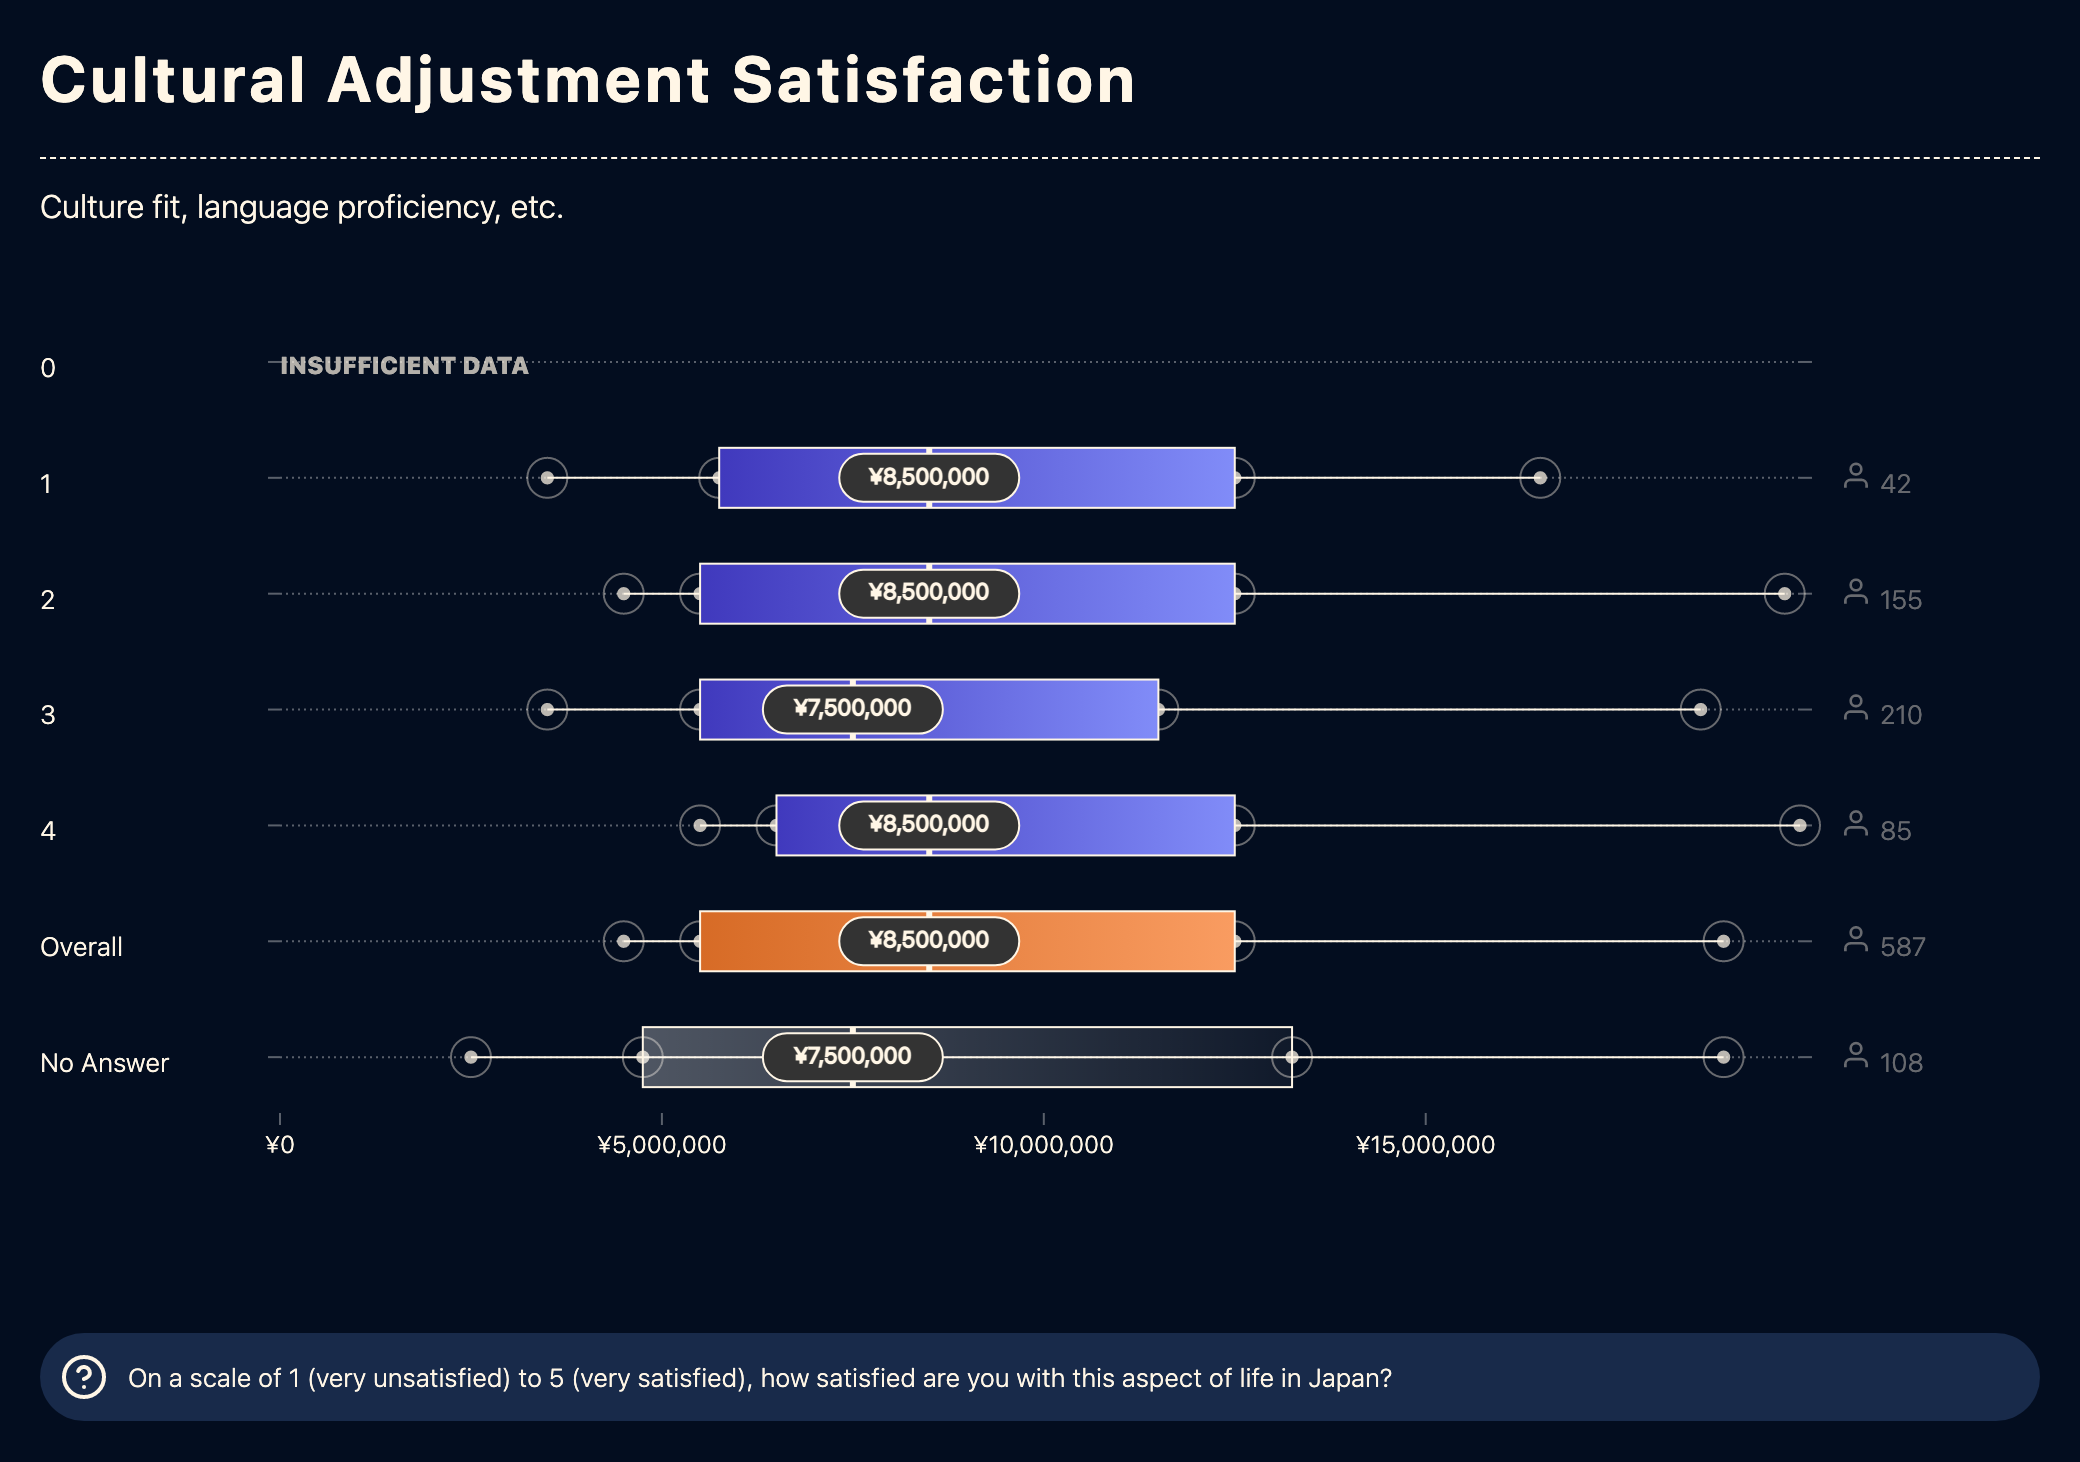 Cultural Adjustment Satisfaction
Culture fit, language proficiency, etc.
0 INSUFFICIENT DATA
1 ¥8,500,000 42
2 ¥8,500,000 155
3 ¥7,500,000 210
4 ¥8,500,000 85
Overall ¥8,500,000 587
No Answer ¥7,500,000 108
¥0 ¥5,000,000 ¥10,000,000 ¥15,000,000
On a scale of 1 (very unsatisfied) to 5 (very satisfied), how satisfied are you with this aspect of life in Japan?